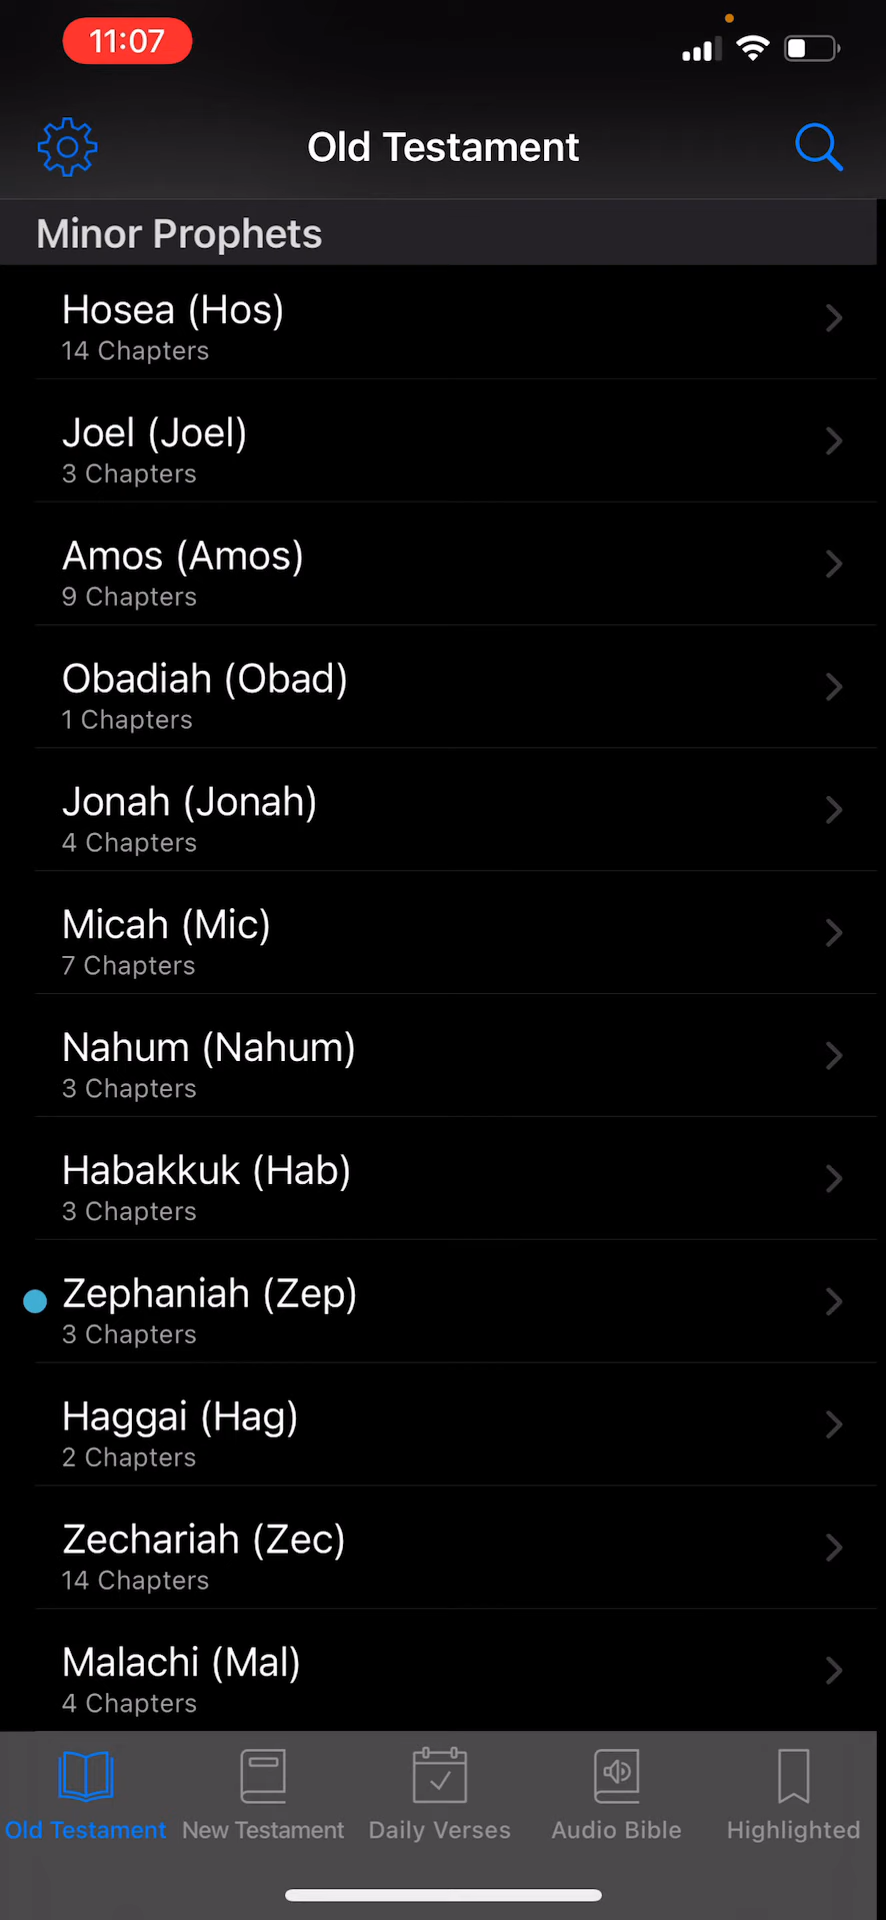 11:07
Old Testament
Minor Prophets
Hosea (Hos)
14 Chapters
Joel (Joel)
3 Chapters
Amos (Amos)
9 Chapters
Obadiah (Obad)
1 Chapters
Jonah (Jonah)
4 Chapters
Micah (Mic)
7 Chapters
Nahum (Nahum)
3 Chapters
Habakkuk (Hab)
3 Chapters
Zephaniah (Zep)
3 Chapters
Haggai (Hag)
2 Chapters
Zechariah (Zec)
14 Chapters
Malachi (Mal)
4 Chapters
Old Testament New Testament Daily Verses Audio Bible Highlighted